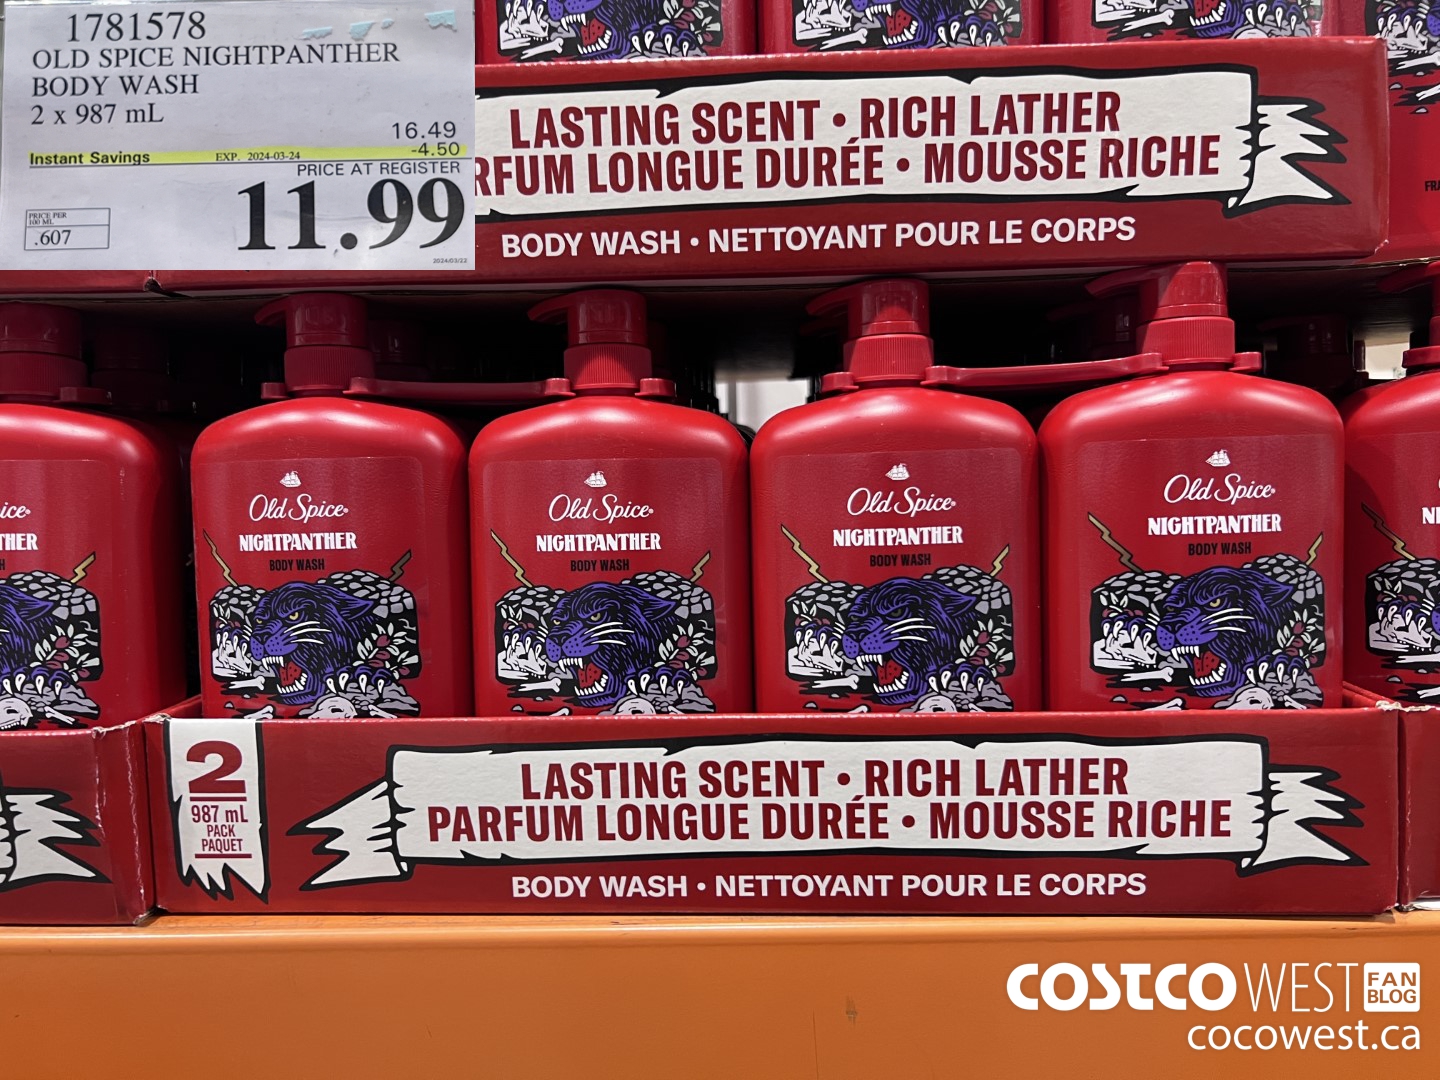 1781578
OLD SPICE NIGHTPANTHER
BODY WASH
2 x 987 mL
16.49
Instant Savings EXP. 2024-03-24 -4.50
PRICE AT REGISTER
11.99
PRICE PER
100 ML
.607
2024/03/22
LASTING SCENT • RICH LATHER
RFUM LONGUE DURÉE • MOUSSE RICHE
BODY WASH • NETTOYANT POUR LE CORPS
FRA
ice
THER
H
Old Spice
NIGHTPANTHER
BODY WASH
Old Spice
NIGHTPANTHER
BODY WASH
Old Spice
NIGHTPANTHER
BODY WASH
Old Spice
NIGHTPANTHER
BODY WASH
NI
2
987 mL
PACK
PAQUET
LASTING SCENT • RICH LATHER
PARFUM LONGUE DURÉE • MOUSSE RICHE
BODY WASH • NETTOYANT POUR LE CORPS
COSTCO WEST FAN BLOG
cocowest.ca